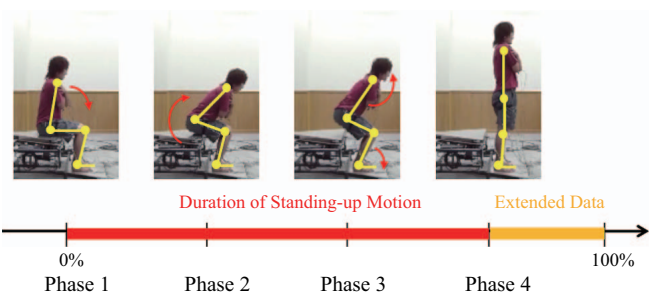 Duration of Standing-up Motion
Extended Data
0%
100%
Phase 1
Phase 2
Phase 3
Phase 4